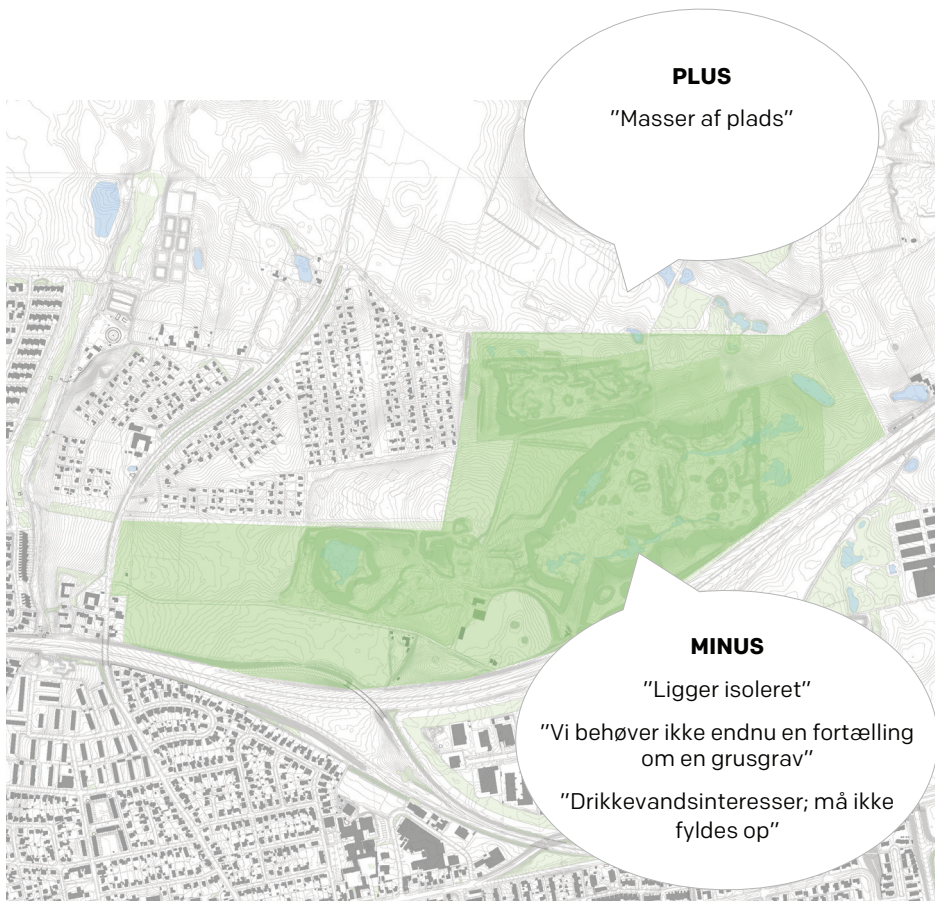 PLUS
”Masser af plads”
MINUS
”Ligger isoleret”
”Vi behøver ikke endnu en fortælling
om en grusgrav”
”Drikkevandsinteresser; må ikke
fyldes op”